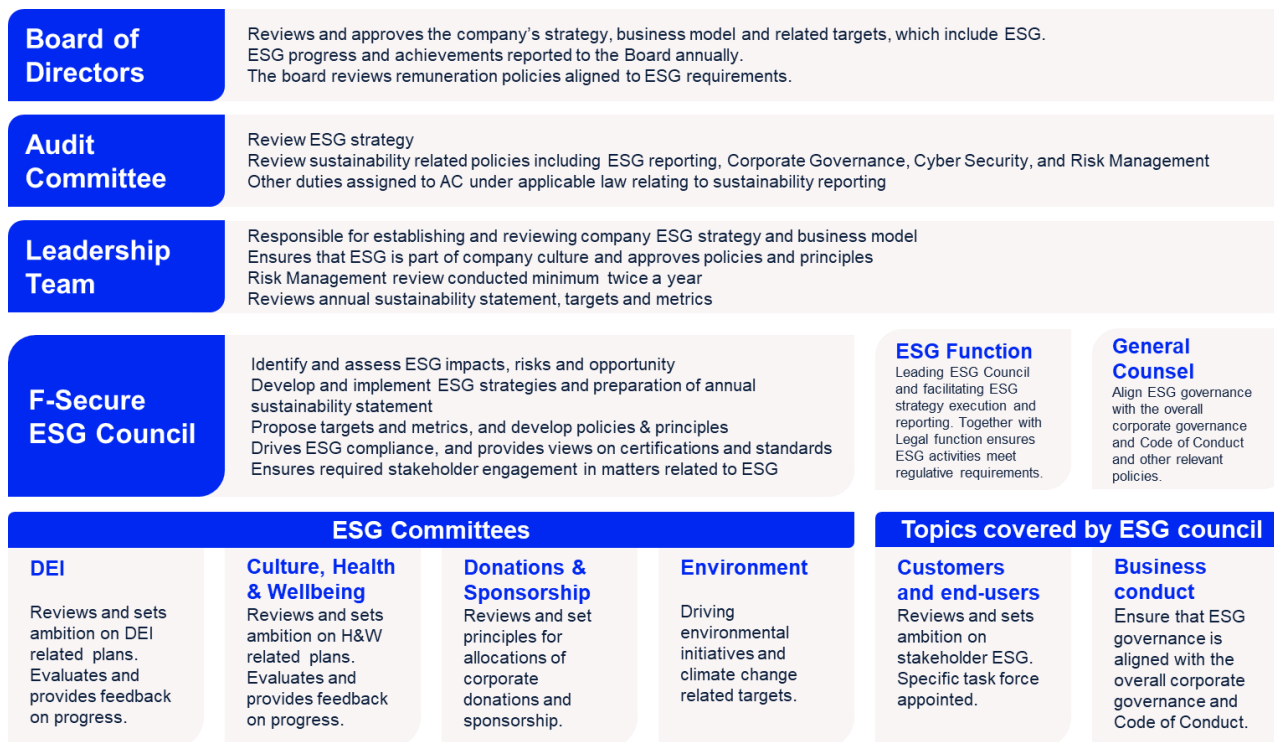 Board of
Directors
Reviews and approves the company’s strategy, business model and related targets, which include ESG.
ESG progress and achievements reported to the Board annually.
The board reviews remuneration policies aligned to ESG requirements.
Audit
Committee
Review ESG strategy
Review sustainability related policies including ESG reporting, Corporate Governance, Cyber Security, and Risk Management
Other duties assigned to AC under applicable law relating to sustainability reporting
Leadership
Team
Responsible for establishing and reviewing company ESG strategy and business model
Ensures that ESG is part of company culture and approves policies and principles
Risk Management review conducted minimum twice a year
Reviews annual sustainability statement, targets and metrics
F-Secure
ESG Council
Identify and assess ESG impacts, risks and opportunity
Develop and implement ESG strategies and preparation of annual
sustainability statement
Propose targets and metrics, and develop policies & principles
Drives ESG compliance, and provides views on certifications and standards
Ensures required stakeholder engagement in matters related to ESG
ESG Function
Leading ESG Council
and facilitating ESG
strategy execution and
reporting. Together with
Legal function ensures
ESG activities meet
regulative requirements.
General
Counsel
Align ESG governance
with the overall
corporate governance
and Code of Conduct
and other relevant
policies.
ESG Committees
DEI
Reviews and sets
ambition on DEI
related plans.
Evaluates and
provides feedback
on progress.
Culture, Health
& Wellbeing
Reviews and sets
ambition on H&W
related plans.
Evaluates and
provides feedback
on progress.
Donations &
Sponsorship
Reviews and set
principles for
allocations of
corporate
donations and
sponsorship.
Environment
Driving
environmental
initiatives and
climate change
related targets.
Topics covered by ESG council
Customers
and end-users
Reviews and sets
ambition on
stakeholder ESG.
Specific task force
appointed.
Business
conduct
Ensure that ESG
governance is
aligned with the
overall corporate
governance and
Code of Conduct.